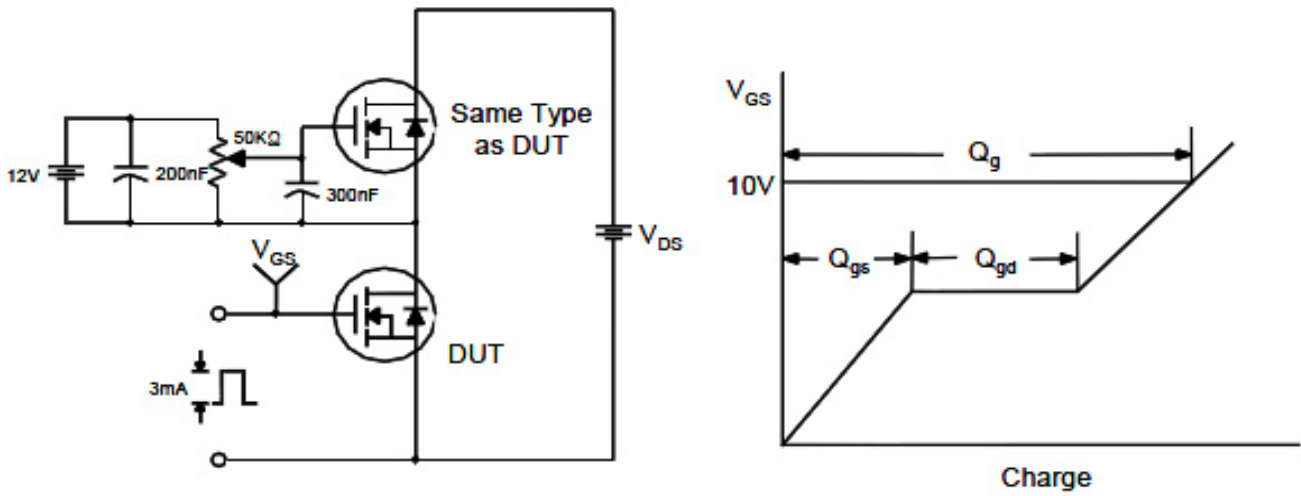 12V
200nF
50KΩ
300nF
Same Type
as DUT
VDS
VGS
DUT
3mA
VGS
10V
Qg
Qgs
Qgd
Charge